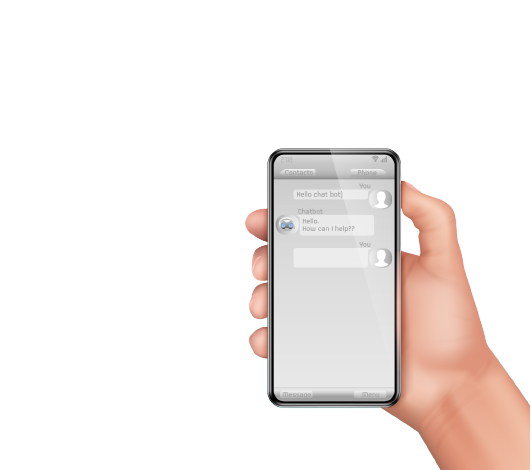 Contacts
Phone
You
Hello chat bot,
Chatbot
Hello.
How can I help??
You
Message
Menu